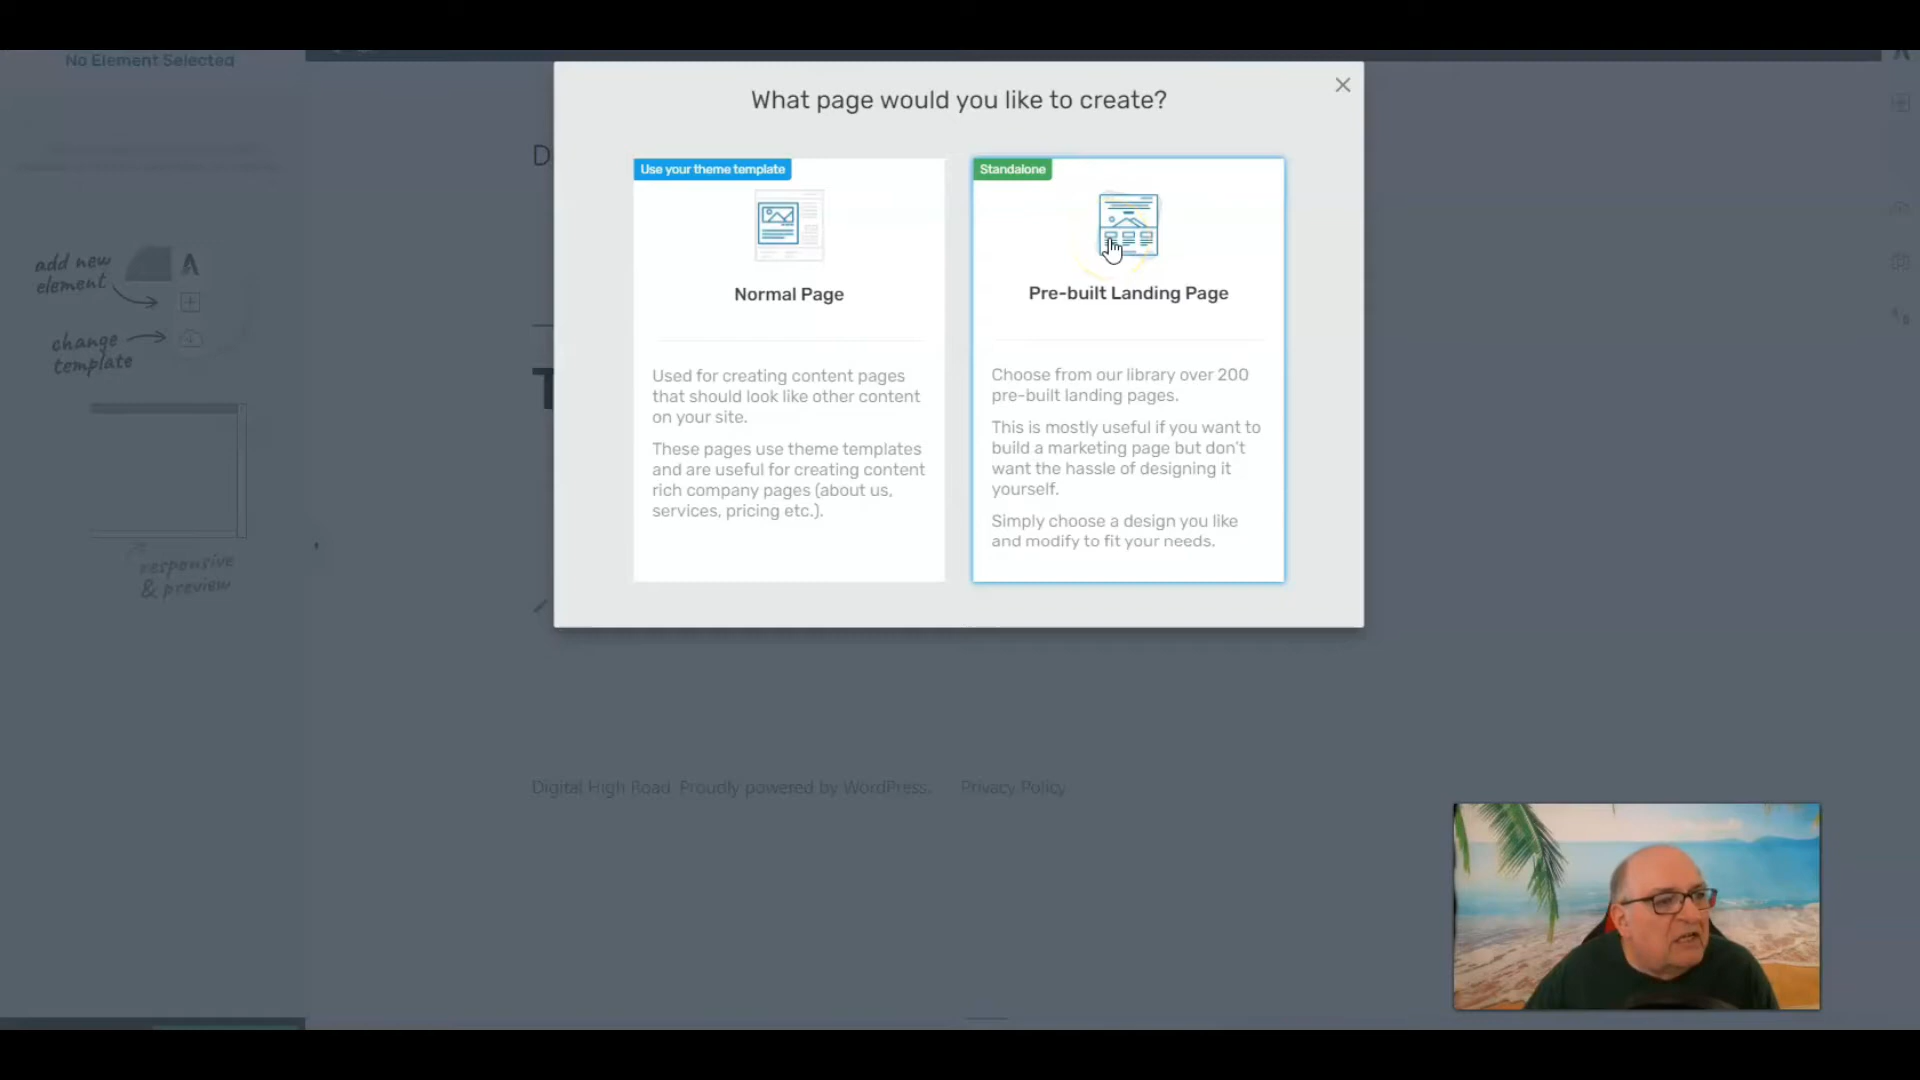 No Element Selected
What page would you like to create?
Use your theme template
Normal Page
Used for creating content pages
that should look like other content
on your site.
These pages use theme templates
and are useful for creating content
rich company pages (about us,
services, pricing etc.).
Standalone
Pre-built Landing Page
Choose from our library over 200
pre-built landing pages.
This is mostly useful if you want to
build a marketing page but don't
want the hassle of designing it
yourself.
Simply choose a design you like
and modify to fit your needs.
add new
element
change
template
responsive
& preview
D
T
Digital High Road Proudly powered by WordPress. Privacy Policy